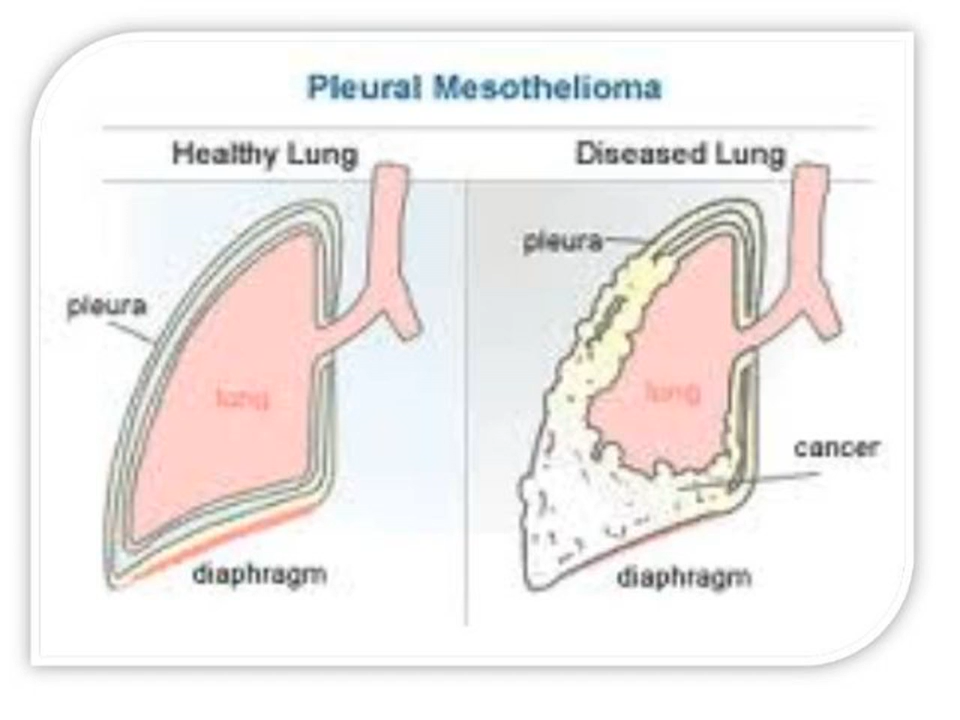 Pleural Mesothelioma
Healthy Lung
Diseased Lung
pleura
lung
diaphragm
pleura
lung
cancer
diaphragm